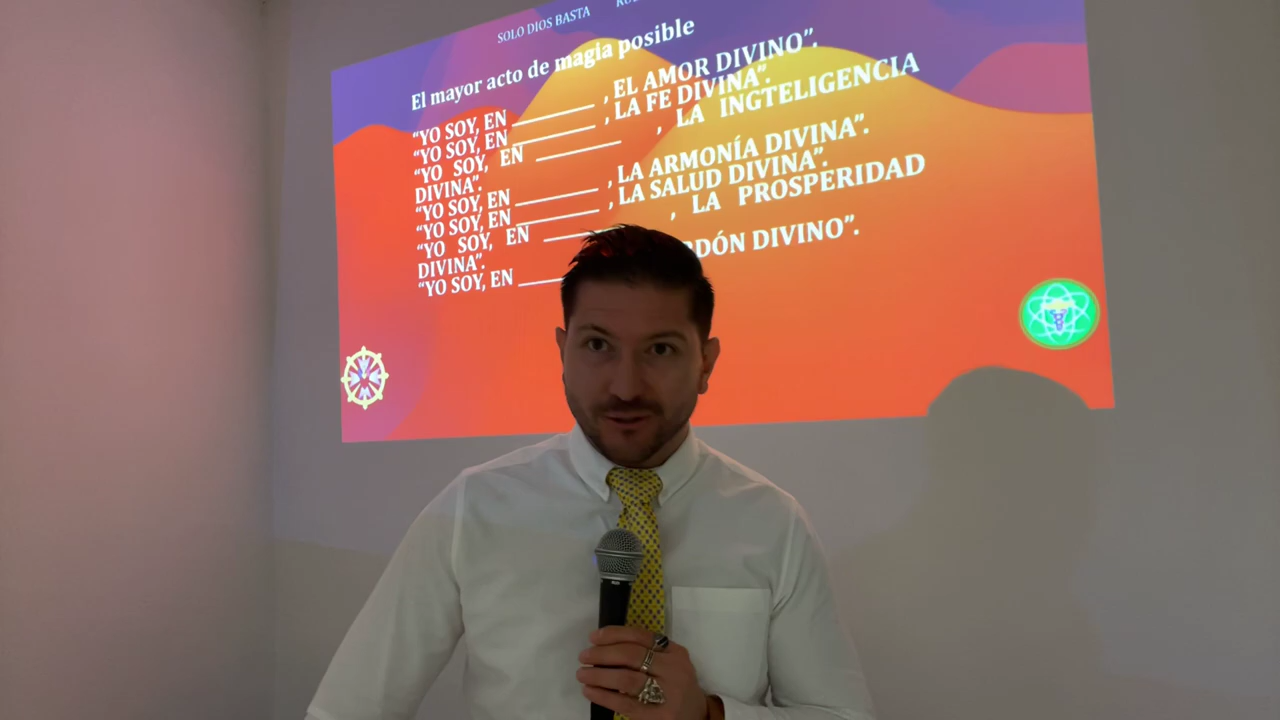 SOLO DIOS BASTA
El mayor acto de magia posible
“YO SOY, EN ________ , EL AMOR DIVINO”.
“YO SOY, EN ________ , LA FE DIVINA”.
“YO SOY, EN ________ , LA INGTELIGENCIA
DIVINA”.
“YO SOY, EN ________ , LA ARMONÍA DIVINA”.
“YO SOY, EN ________ , LA SALUD DIVINA”.
“YO SOY, EN ________ , LA PROSPERIDAD
DIVINA”.
“YO SOY, EN ________ DIVINO”.